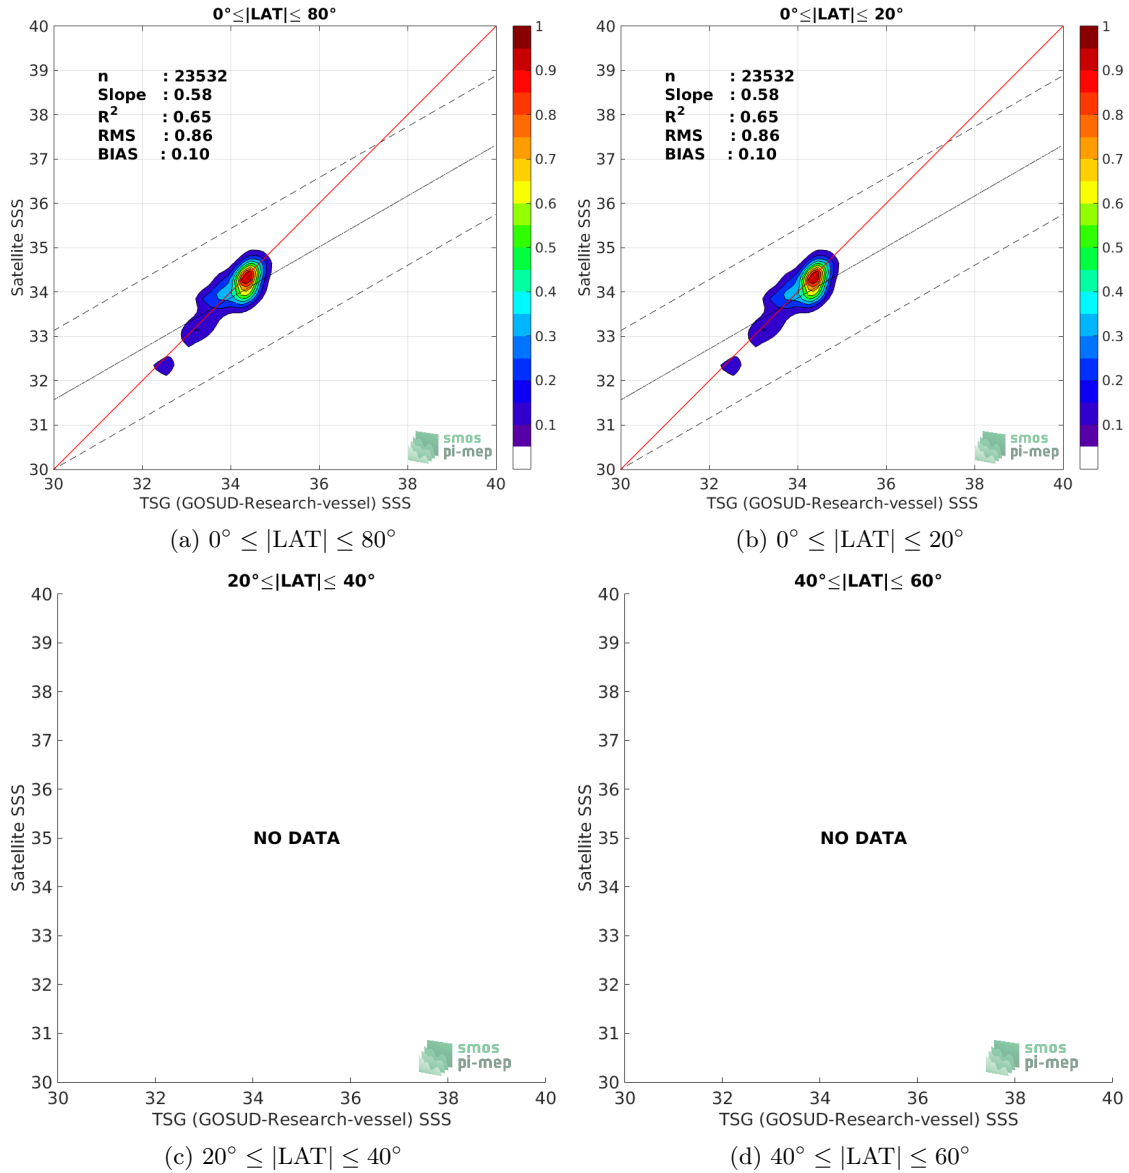 0°≤|LAT|≤ 80°
40
39
38
37
36
35
34
33
32
31
30
Satellite SSS
n : 23532
Slope : 0.58
R2 : 0.65
RMS : 0.86
BIAS : 0.10
1
0.9
0.8
0.7
0.6
0.5
0.4
0.3
0.2
0.1
smos
pi-mep
30 32 34 36 38 40
TSG (GOSUD-Research-vessel) SSS
(a) 0° ≤ |LAT| ≤ 80°
0°≤|LAT|≤ 20°
40
39
38
37
36
35
34
33
32
31
30
Satellite SSS
n : 23532
Slope : 0.58
R2 : 0.65
RMS : 0.86
BIAS : 0.10
1
0.9
0.8
0.7
0.6
0.5
0.4
0.3
0.2
0.1
smos
pi-mep
30 32 34 36 38 40
TSG (GOSUD-Research-vessel) SSS
(b) 0° ≤ |LAT| ≤ 20°
20°≤|LAT|≤ 40°
40
39
38
37
36
35
34
33
32
31
30
Satellite SSS
NO DATA
smos
pi-mep
30 32 34 36 38 40
TSG (GOSUD-Research-vessel) SSS
(c) 20° ≤ |LAT| ≤ 40°
40°≤|LAT|≤ 60°
40
39
38
37
36
35
34
33
32
31
30
Satellite SSS
NO DATA
smos
pi-mep
30 32 34 36 38 40
TSG (GOSUD-Research-vessel) SSS
(d) 40° ≤ |LAT| ≤ 60°